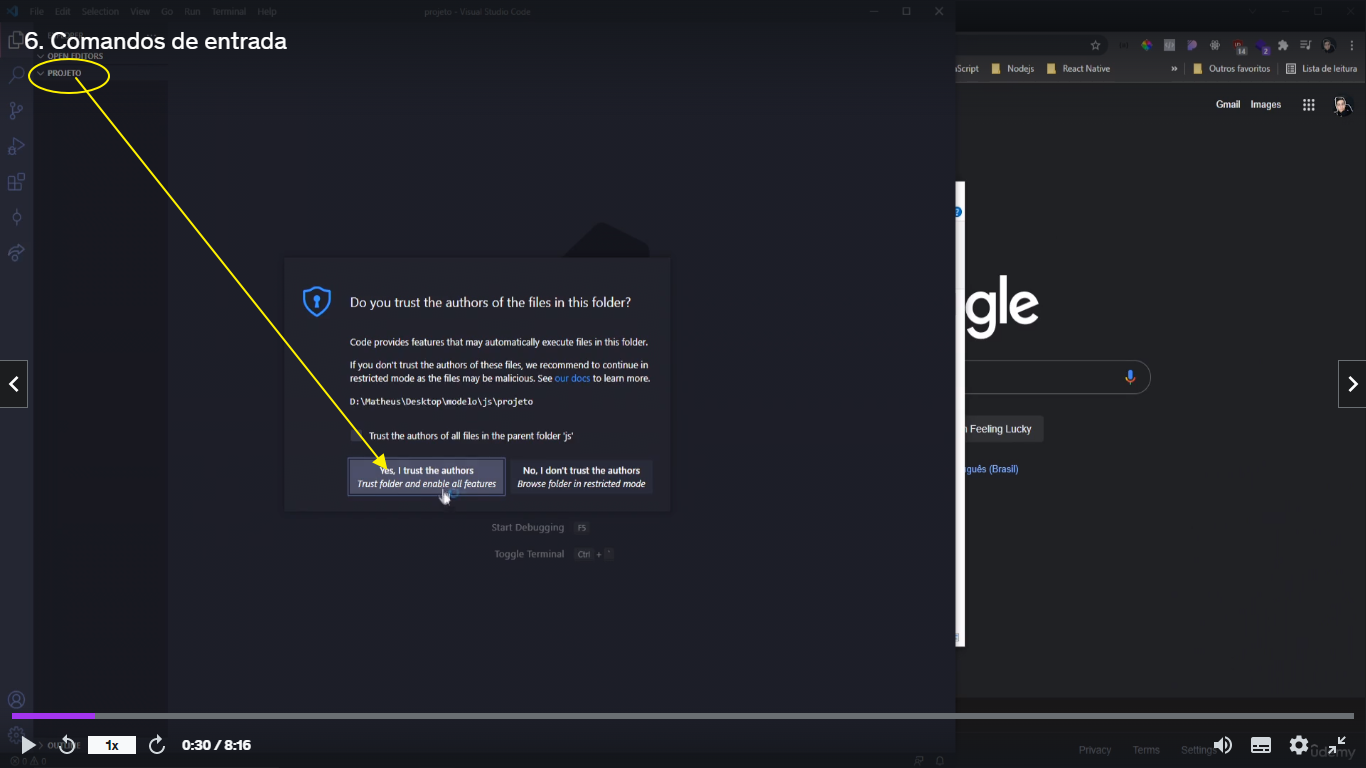 File Edit Selection View Go Run Terminal Help
projeto - Visual Studio Code
6. Comandos de entrada
OPEN EDITORS
PROJETO
14
2
Script Nodejs React Native » Outros favoritos Lista de leitura
Gmail Images
gle
Do you trust the authors of the files in this folder?
Code provides features that may automatically execute files in this folder.
If you don't trust the authors of these files, we recommend to continue in
restricted mode as the files may be malicious. See our docs to learn more.
D:\Matheus\Desktop\modelo\js\projeto
Trust the authors of all files in the parent folder 'js'
Yes, I trust the authors
Trust folder and enable all features
No, I don't trust the authors
Browse folder in restricted mode
Feeling Lucky
guês (Brasil)
Start Debugging F5
Toggle Terminal Ctrl + `
OUTLINE
1x
0:30 / 8:16
Privacy Terms Settings
ûdemy
0 0